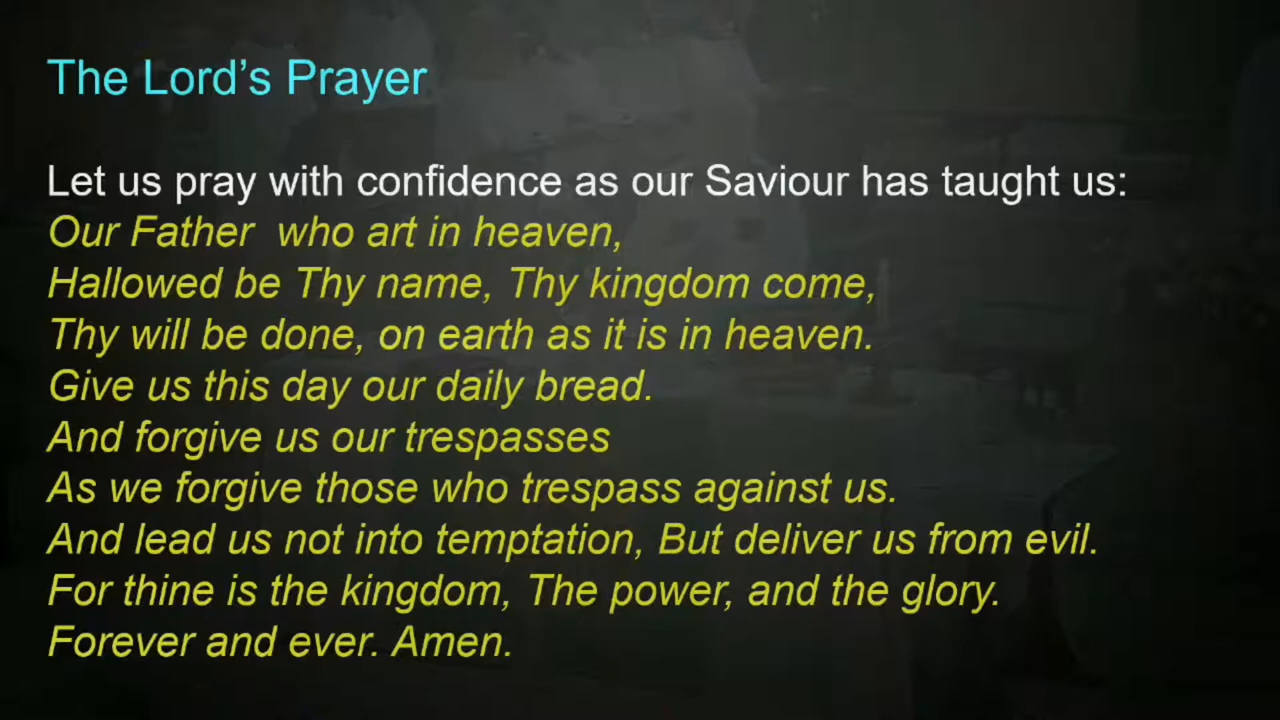 The Lord’s Prayer
Let us pray with confidence as our Saviour has taught us:
Our Father  who art in heaven,
Hallowed be Thy name, Thy kingdom come,
Thy will be done, on earth as it is in heaven.
Give us this day our daily bread.
And forgive us our trespasses
As we forgive those who trespass against us.
And lead us not into temptation, But deliver us from evil.
For thine is the kingdom, The power, and the glory.
Forever and ever. Amen.